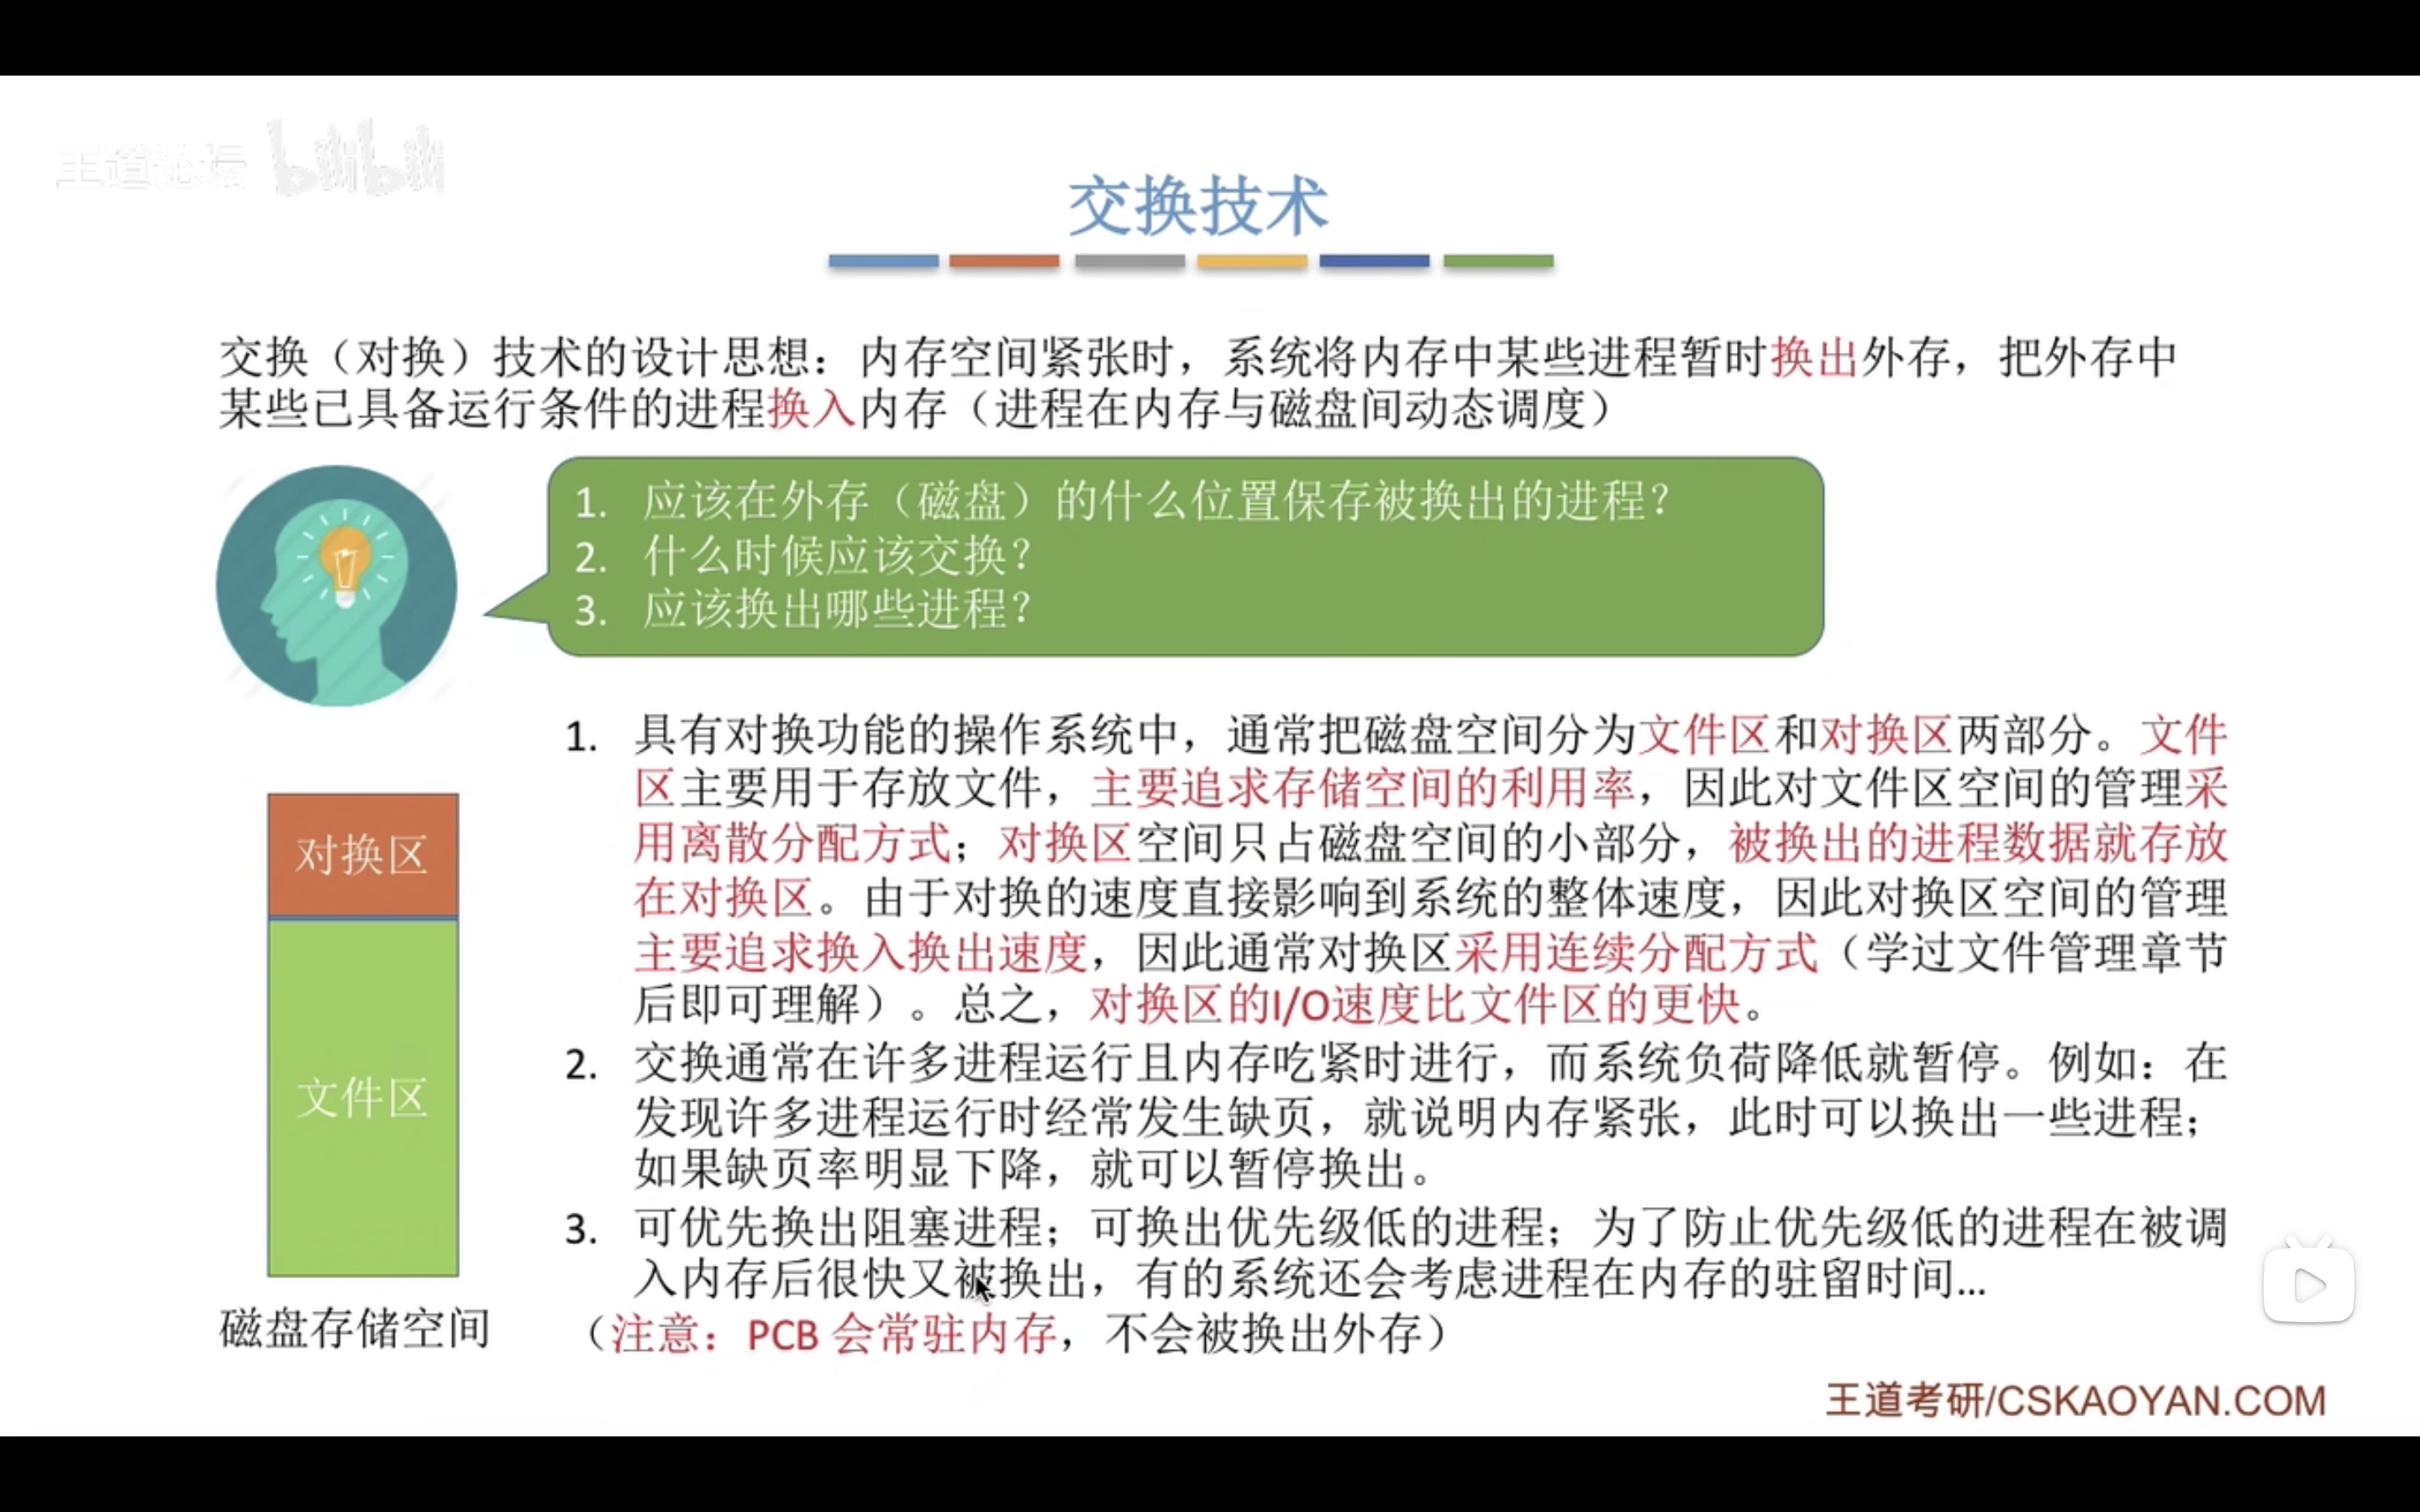 王道论坛 bilibili
交换技术
交换（对换）技术的设计思想：内存空间紧张时，系统将内存中某些进程暂时换出外存，把外存中
某些已具备运行条件的进程换入内存（进程在内存与磁盘间动态调度）
1. 应该在外存（磁盘）的什么位置保存被换出的进程？
2. 什么时候应该交换？
3. 应该换出哪些进程？
1. 具有对换功能的操作系统中，通常把磁盘空间分为文件区和对换区两部分。文件
区主要用于存放文件，主要追求存储空间的利用率，因此对文件区空间的管理采
用离散分配方式；对换区空间只占磁盘空间的小部分，被换出的进程数据就存放
在对换区。由于对换的速度直接影响到系统的整体速度，因此对换区空间的管理
主要追求换入换出速度，因此通常对换区采用连续分配方式（学过文件管理章节
后即可理解）。总之，对换区的I/O速度比文件区的更快。
2. 交换通常在许多进程运行且内存吃紧时进行，而系统负荷降低就暂停。例如：在
发现许多进程运行时经常发生缺页，就说明内存紧张，此时可以换出一些进程；
如果缺页率明显下降，就可以暂停换出。
3. 可优先换出阻塞进程；可换出优先级低的进程；为了防止优先级低的进程在被调
入内存后很快又被换出，有的系统还会考虑进程在内存的驻留时间…
（注意：PCB 会常驻内存，不会被换出外存）
对换区
文件区
磁盘存储空间
王道考研/CSKAOYAN.COM